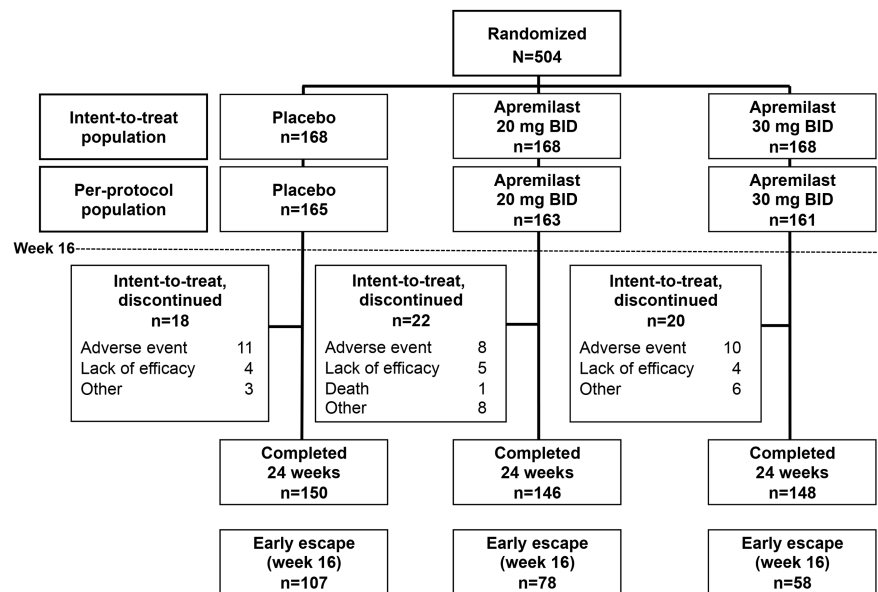 Randomized
N=504
Intent-to-treat
population
Placebo
n=168
Apremilast
20 mg BID
n=168
Apremilast
30 mg BID
n=168
Per-protocol
population
Placebo
n=165
Apremilast
20 mg BID
n=163
Apremilast
30 mg BID
n=161
Week 16
Intent-to-treat,
discontinued
n=18
Adverse event 11
Lack of efficacy 4
Other 3
Intent-to-treat,
discontinued
n=22
Adverse event 8
Lack of efficacy 5
Death 1
Other 8
Intent-to-treat,
discontinued
n=20
Adverse event 10
Lack of efficacy 4
Other 6
Completed
24 weeks
n=150
Completed
24 weeks
n=146
Completed
24 weeks
n=148
Early escape
(week 16)
n=107
Early escape
(week 16)
n=78
Early escape
(week 16)
n=58